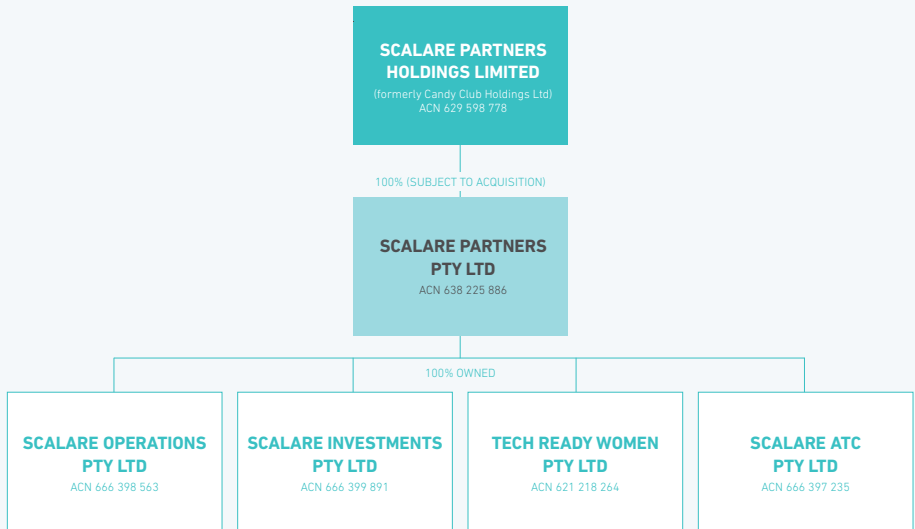 SCALARE PARTNERS
HOLDINGS LIMITED
(formerly Candy Club Holdings Ltd)
ACN 629 598 778
100% (SUBJECT TO ACQUISITION)
SCALARE PARTNERS
PTY LTD
ACN 638 225 886
100% OWNED
SCALARE OPERATIONS
PTY LTD
ACN 666 398 563
SCALARE INVESTMENTS
PTY LTD
ACN 666 399 891
TECH READY WOMEN
PTY LTD
ACN 621 218 264
SCALARE ATC
PTY LTD
ACN 666 397 235